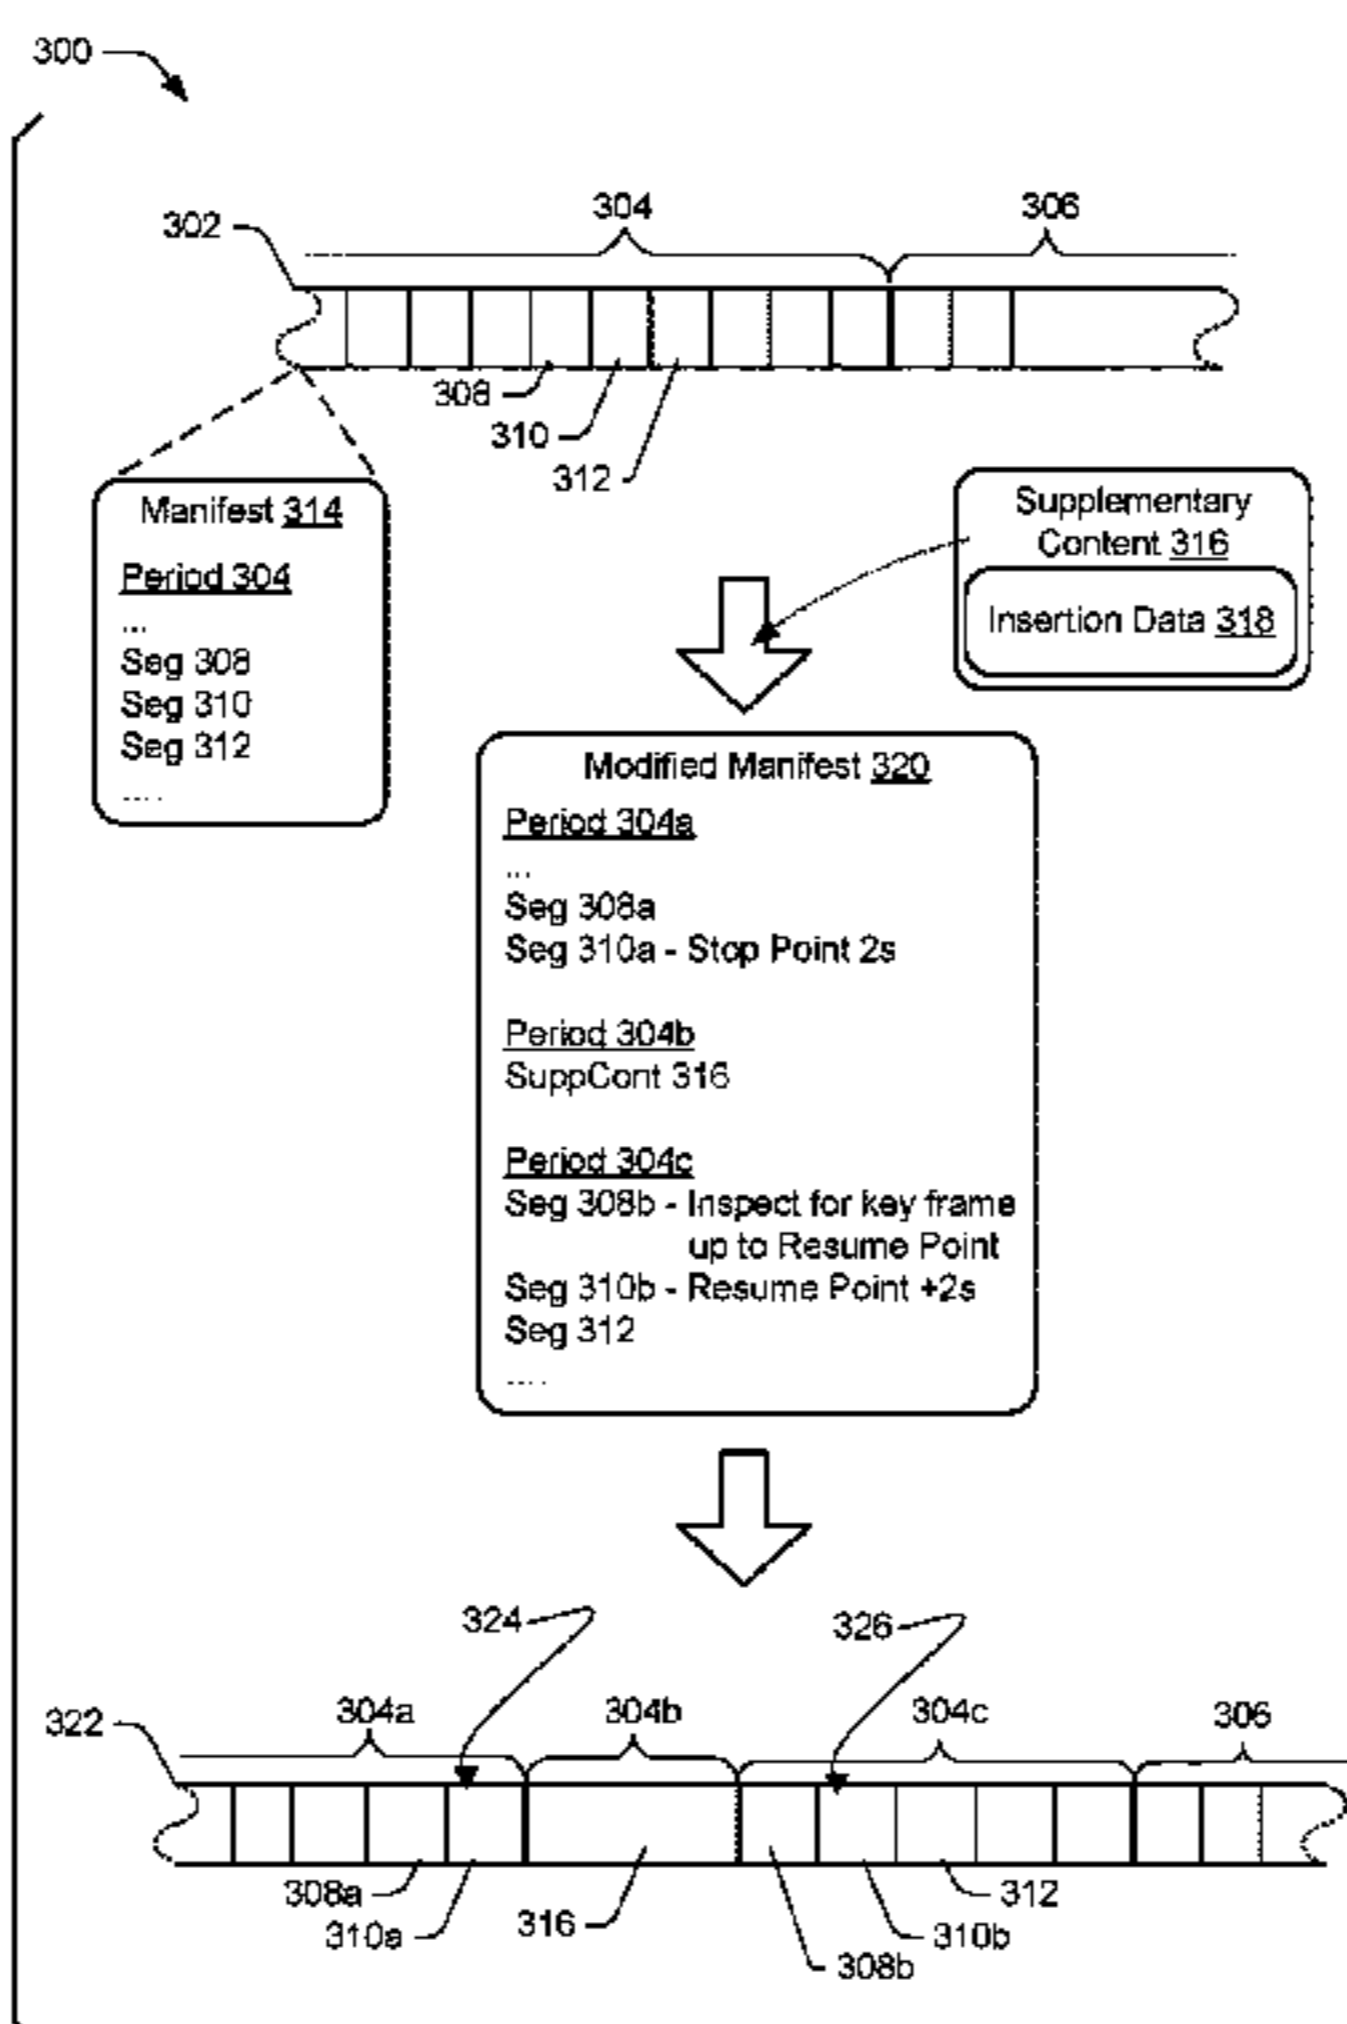 300
304
306
302
308
310
312
Manifest 314
Period 304
...
Seg 308
Seg 310
Seg 312
....
Supplementary
Content 316
Insertion Data 318
Modified Manifest 320
Period 304a
...
Seg 308a
Seg 310a - Stop Point 2s
Period 304b
SuppCont 316
Period 304c
Seg 308b - Inspect for key frame
up to Resume Point
Seg 310b - Resume Point +2s
Seg 312
....
324
326
322
304a
304b
304c
306
308a
310a
316
308b
310b
312